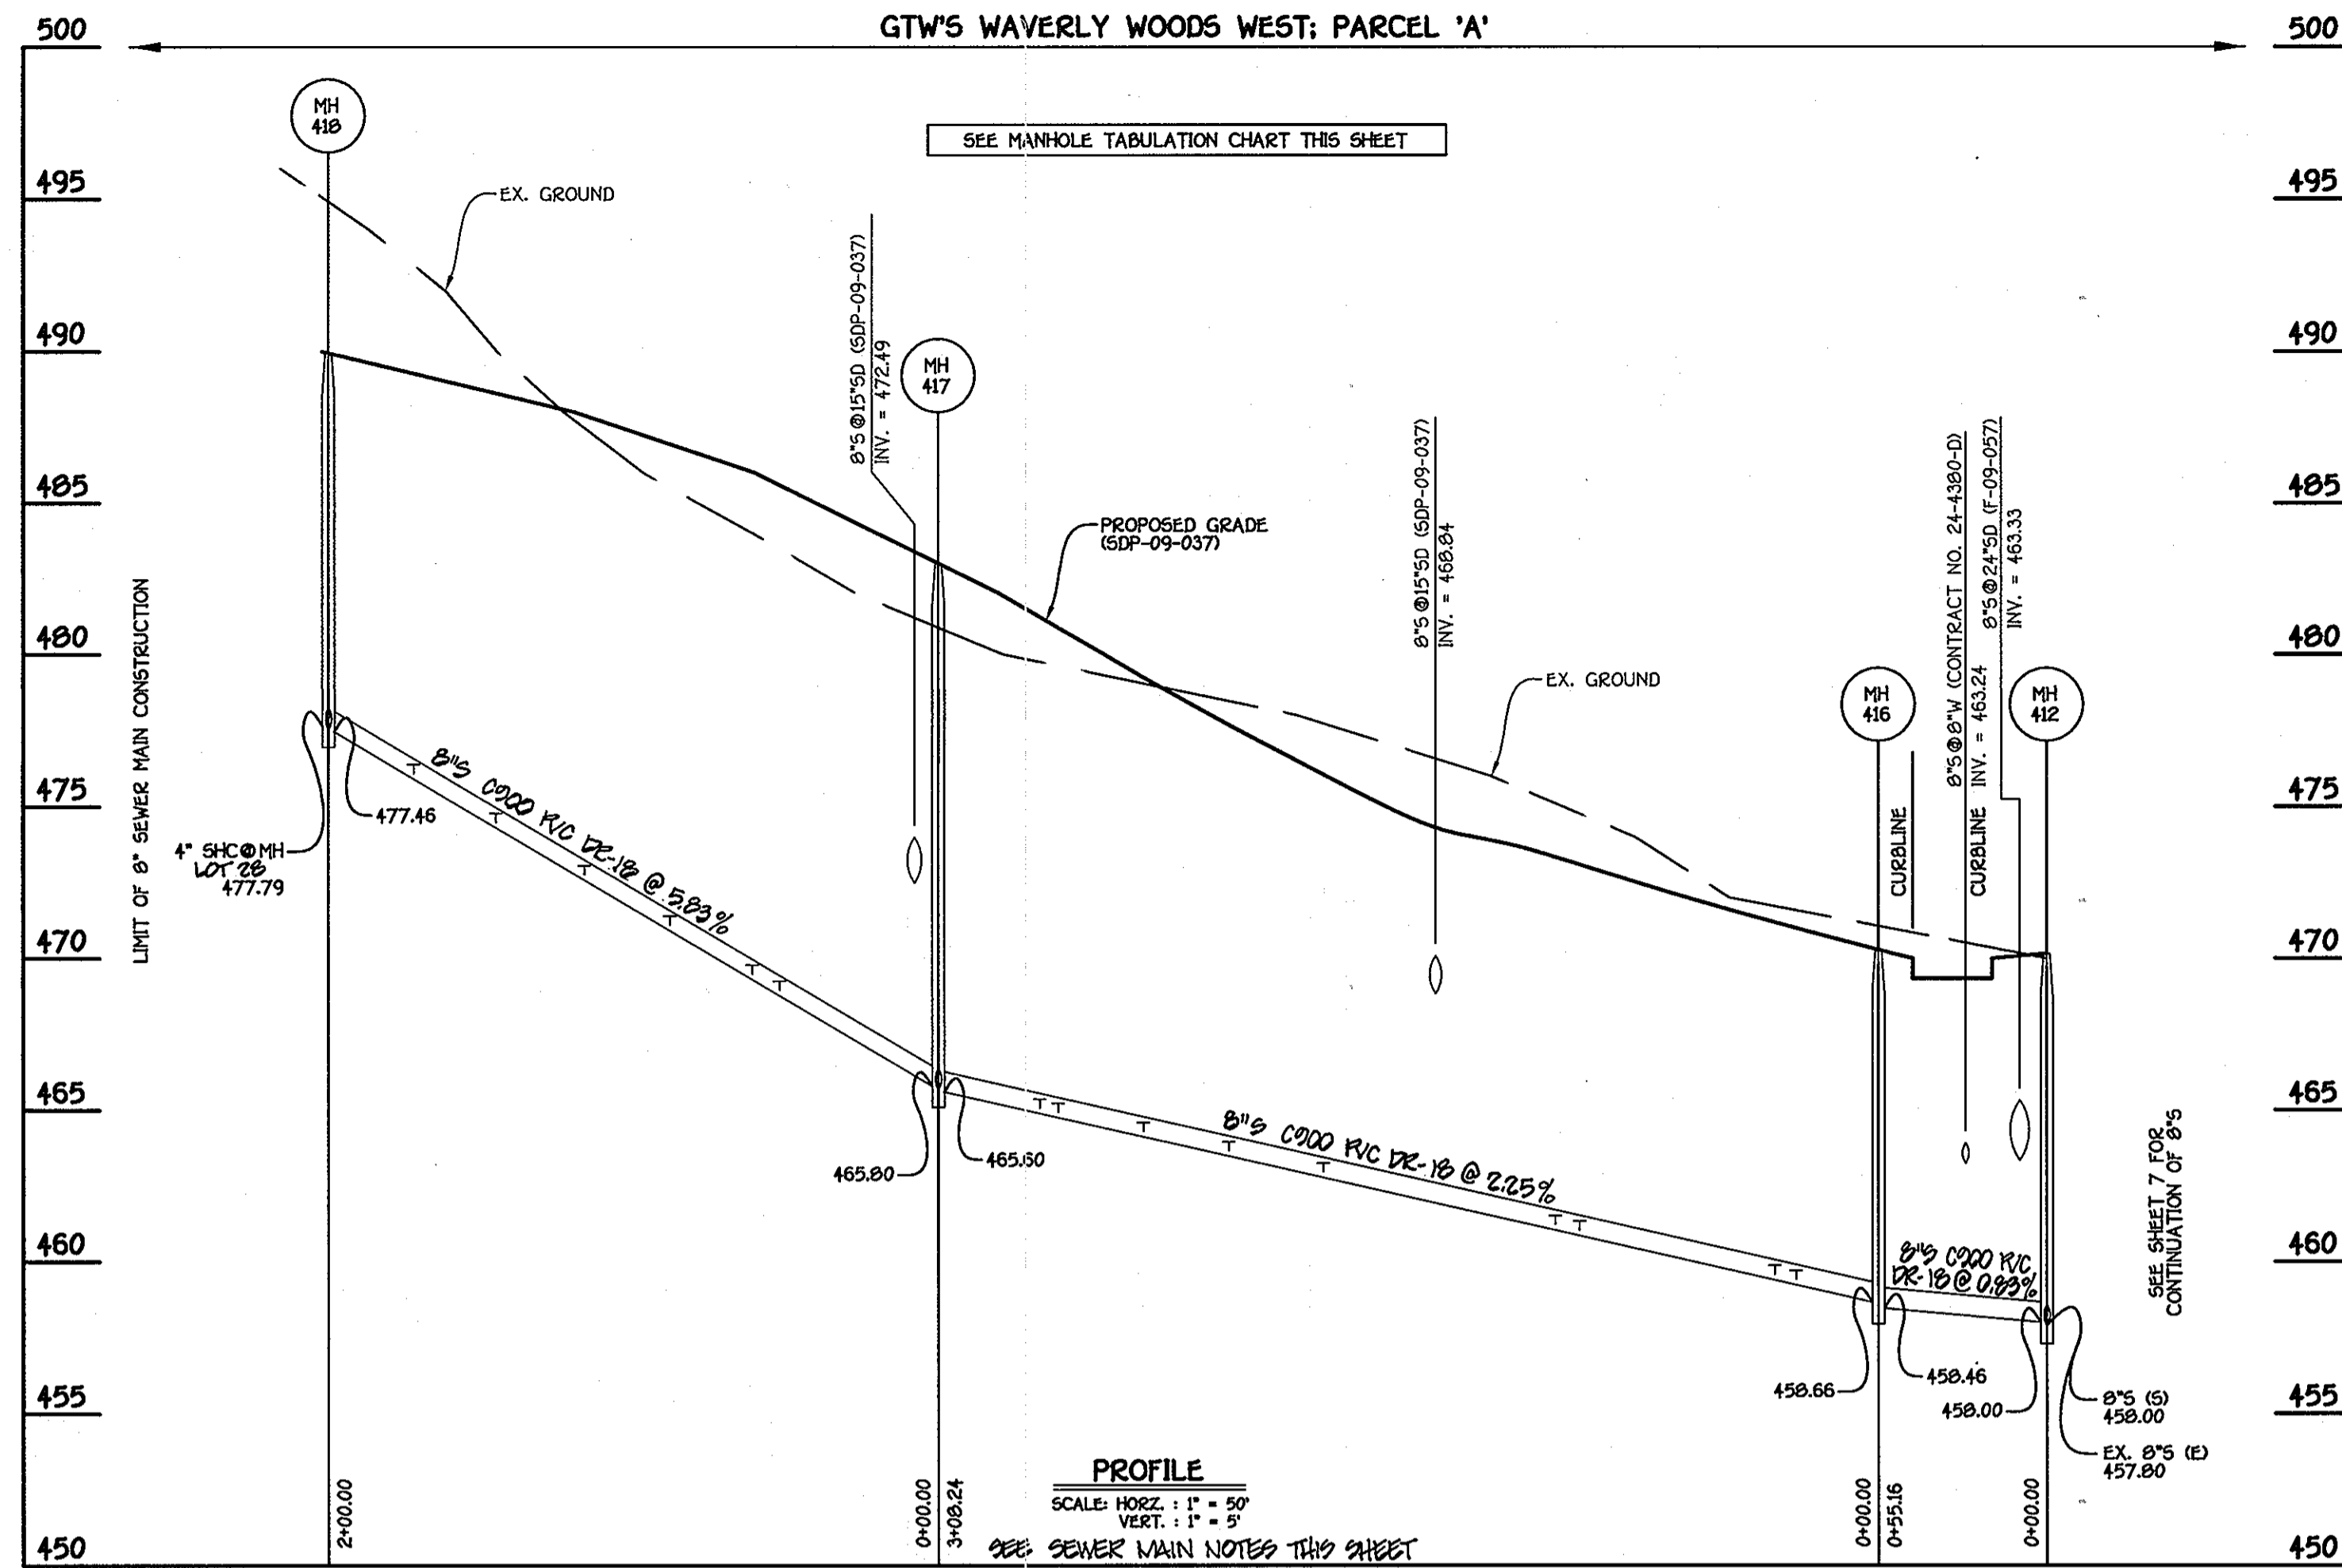 GTW'S WAVERLY WOODS WEST; PARCEL 'A'
500
500
MH
418
SEE MANHOLE TABULATION CHART THIS SHEET
495
495
EX. GROUND
8"S @15"SD (SDP-09-037)
INV. = 472.49
490
490
MH
417
485
485
PROPOSED GRADE
(SDP-09-037)
8"S @15"SD (SDP-09-037)
INV. = 468.84
8"S@8"W (CONTRACT NO. 24-4380-D)
INV. = 463.24
8"S@24"SD (F-09-057)
INV. = 463.33
LIMIT OF 8" SEWER MAIN CONSTRUCTION
480
480
EX. GROUND
MH
416
MH
412
475
475
CURBLINE
CURBLINE
477.46
4" SHC@MH
LOT 28
477.79
8"S C900 PVC DR-18 @ 5.83%
470
470
465
465
465.80
465.60
8"S C900 PVC DR-18 @ 2.25%
460
460
8"S C900 PVC
DR-18 @ 0.83%
SEE SHEET 7 FOR
CONTINUATION OF 8"S
458.66
458.46
458.00
8"S (S)
458.00
455
455
EX. 8"S (E)
457.80
PROFILE
SCALE: HORZ. : 1" = 50'
VERT. : 1" = 5'
2+00.00
0+00.00
3+08.24
0+00.00
0+55.16
0+00.00
SEE: SEWER MAIN NOTES THIS SHEET
450
450